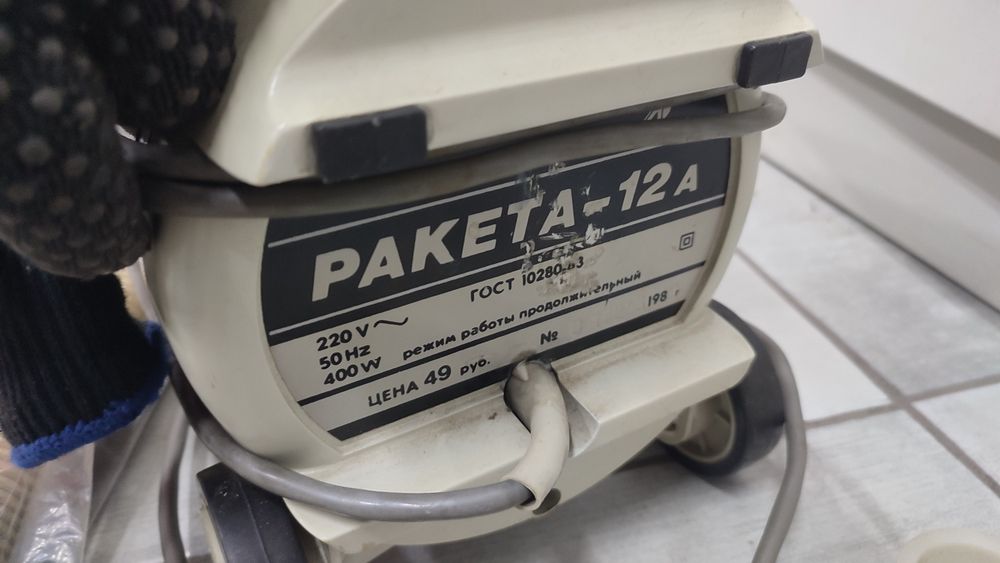 РАКЕТА-12А
ГОСТ 10280-83
220 V ~
50 Hz
400 W режим работы продолжительный
№ 198 г
ЦЕНА 49 руб.